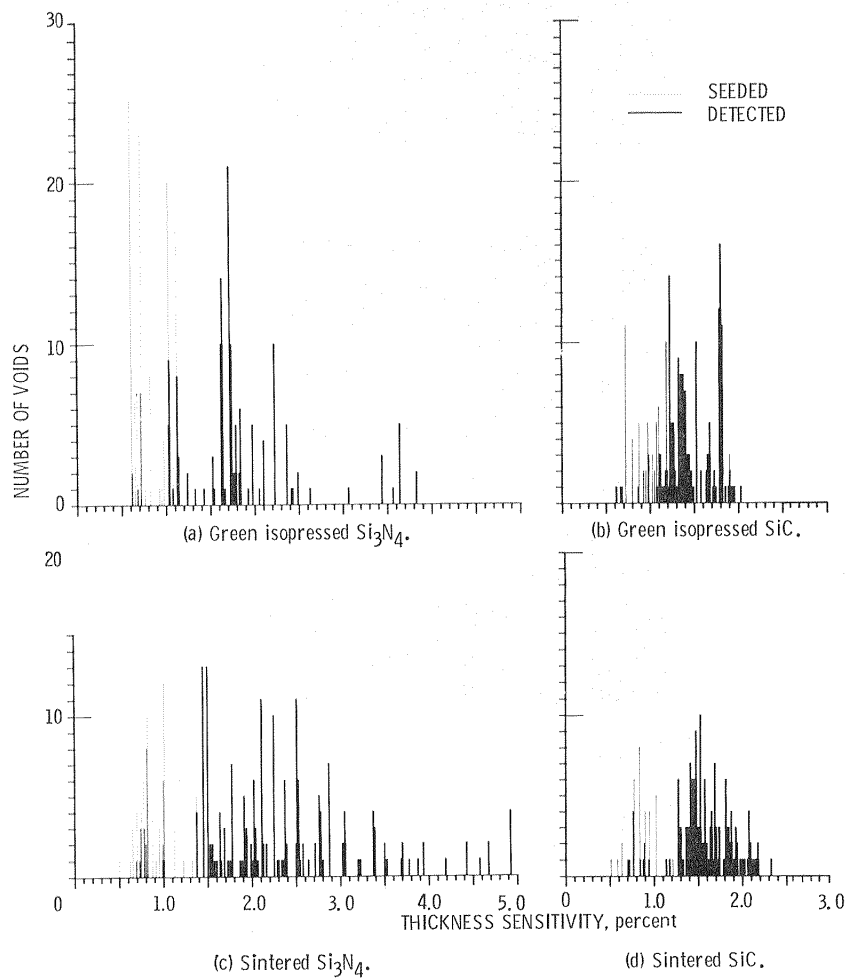 30
SEEDED
DETECTED
20
10
NUMBER OF VOIDS
0
(a) Green isopressed Si3N4.
(b) Green isopressed SiC.
20
10
0 1.0 2.0 3.0 4.0 5.0 0 1.0 2.0 3.0
THICKNESS SENSITIVITY, percent
(c) Sintered Si3N4.
(d) Sintered SiC.